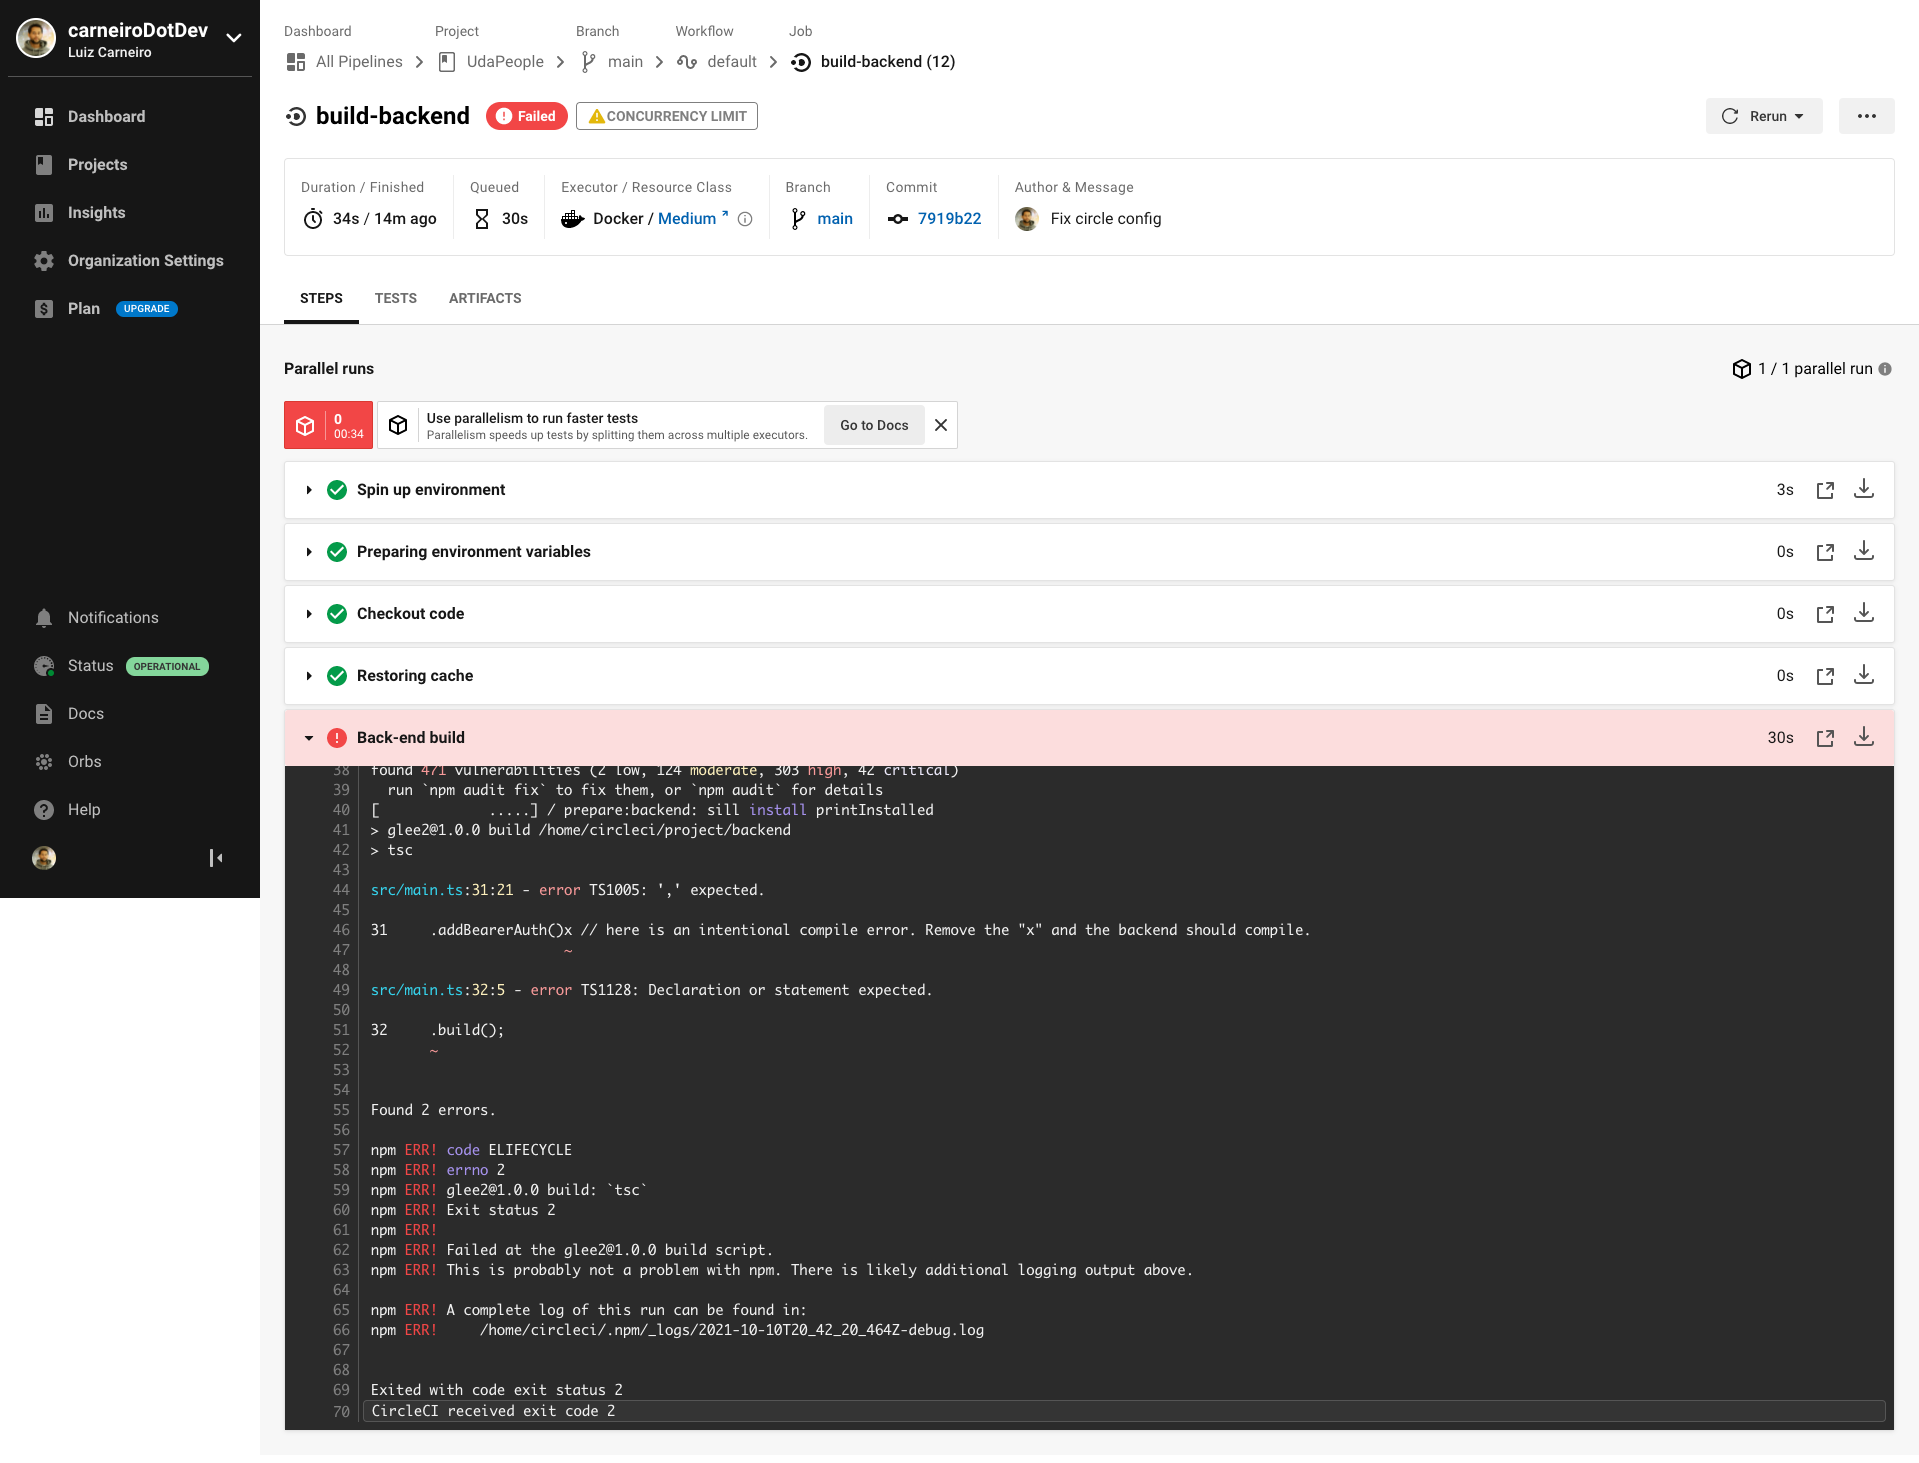 carneiroDotDev
Luiz Carneiro
Dashboard
Projects
Insights
Organization Settings
Plan UPGRADE
Notifications
Status OPERATIONAL
Docs
Orbs
Help
Dashboard Project Branch Workflow Job
All Pipelines UdaPeople main default build-backend (12)
build-backend Failed CONCURRENCY LIMIT Rerun
Duration / Finished Queued Executor / Resource Class Branch Commit Author & Message
34s / 14m ago 30s Docker / Medium main 7919b22 Fix circle config
STEPS TESTS ARTIFACTS
Parallel runs 1 / 1 parallel run
0
00:34
Use parallelism to run faster tests
Parallelism speeds up tests by splitting them across multiple executors.
Go to Docs
Spin up environment 3s
Preparing environment variables 0s
Checkout code 0s
Restoring cache 0s
Back-end build 30s
38 found 471 vulnerabilities (2 low, 124 moderate, 303 high, 42 critical)
39   run `npm audit fix` to fix them, or `npm audit` for details
40 [             .....] / prepare:backend: sill install printInstalled
41 > glee2@1.0.0 build /home/circleci/project/backend
42 > tsc
43
44 src/main.ts:31:21 - error TS1005: ',' expected.
45
46 31     .addBearerAuth()x // here is an intentional compile error. Remove the "x" and the backend should compile.
47                        ~
48
49 src/main.ts:32:5 - error TS1128: Declaration or statement expected.
50
51 32     .build();
52        ~
53
54
55 Found 2 errors.
56
57 npm ERR! code ELIFECYCLE
58 npm ERR! errno 2
59 npm ERR! glee2@1.0.0 build: `tsc`
60 npm ERR! Exit status 2
61 npm ERR!
62 npm ERR! Failed at the glee2@1.0.0 build script.
63 npm ERR! This is probably not a problem with npm. There is likely additional logging output above.
64
65 npm ERR! A complete log of this run can be found in:
66 npm ERR!     /home/circleci/.npm/_logs/2021-10-10T20_42_20_464Z-debug.log
67
68
69 Exited with code exit status 2
70 CircleCI received exit code 2